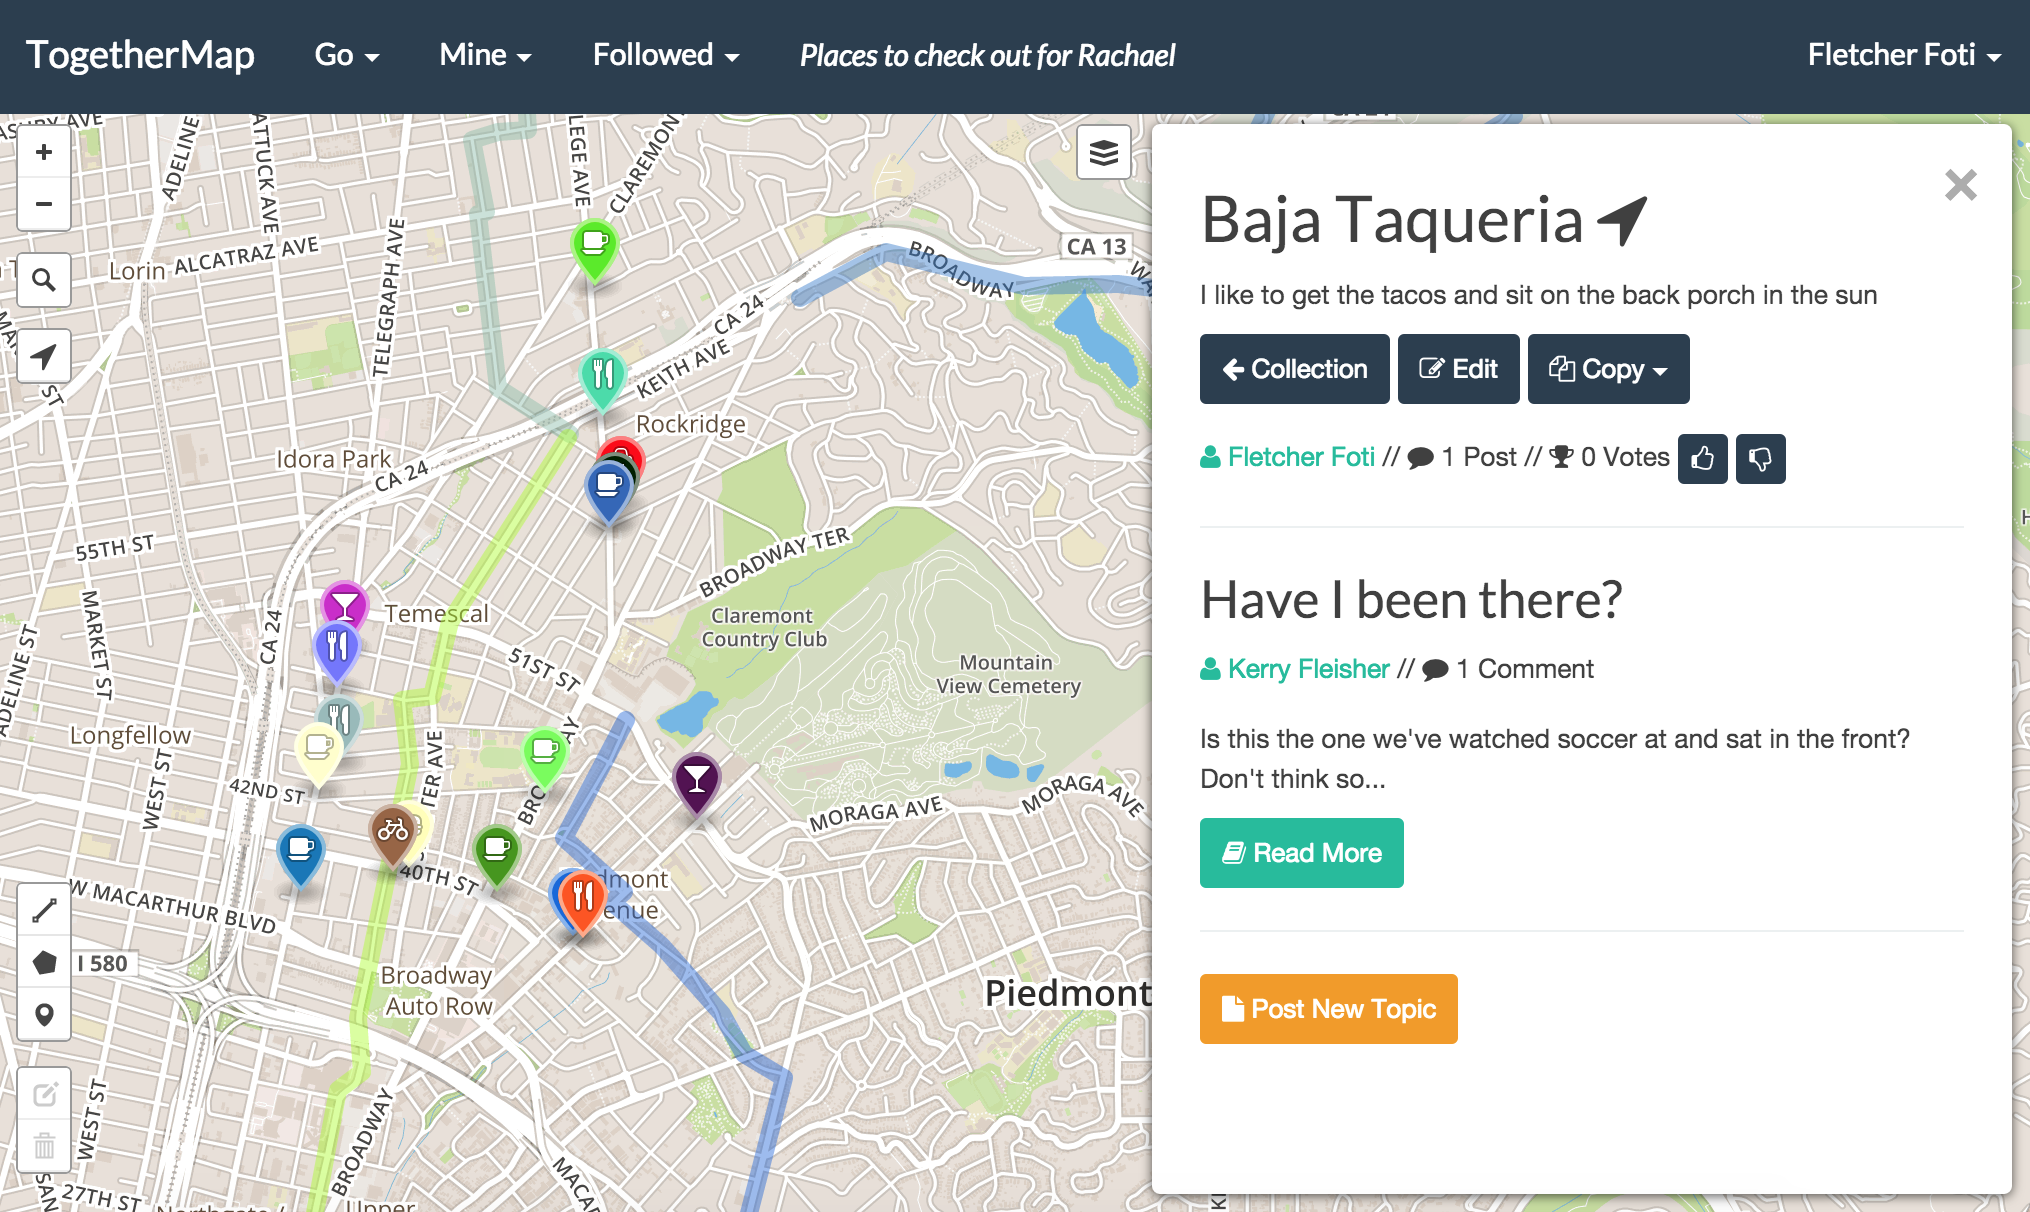 TogetherMap
Go
Mine
Followed
Places to check out for Rachael
Fletcher Foti
ADELINE
CLAREMON
LEGE AVE
Lorin
ALCATRAZ AVE
TELEGRAPH AVE
CA 13
BROADWAY
CA 24
KEITH AVE
Rockridge
Idora Park
CA 24
55TH ST
BROADWAY TER
MARKET ST
CA 24
Temescal
Claremont
Country Club
51ST ST
Mountain
View Cemetery
ADELINE ST
Longfellow
WEST ST
42ND ST
TER AVE
MORAGA AVE
MORAGA AVE
40TH ST
dmont
enue
W MACARTHUR BLVD
I 580
Broadway
Auto Row
Piedmont
WEST ST
BROADWAY
MACAR
27TH ST
Upper
Baja Taqueria
I like to get the tacos and sit on the back porch in the sun
Collection
Edit
Copy
Fletcher Foti // 1 Post // 0 Votes
Have I been there?
Kerry Fleisher // 1 Comment
Is this the one we've watched soccer at and sat in the front?
Don't think so...
Read More
Post New Topic